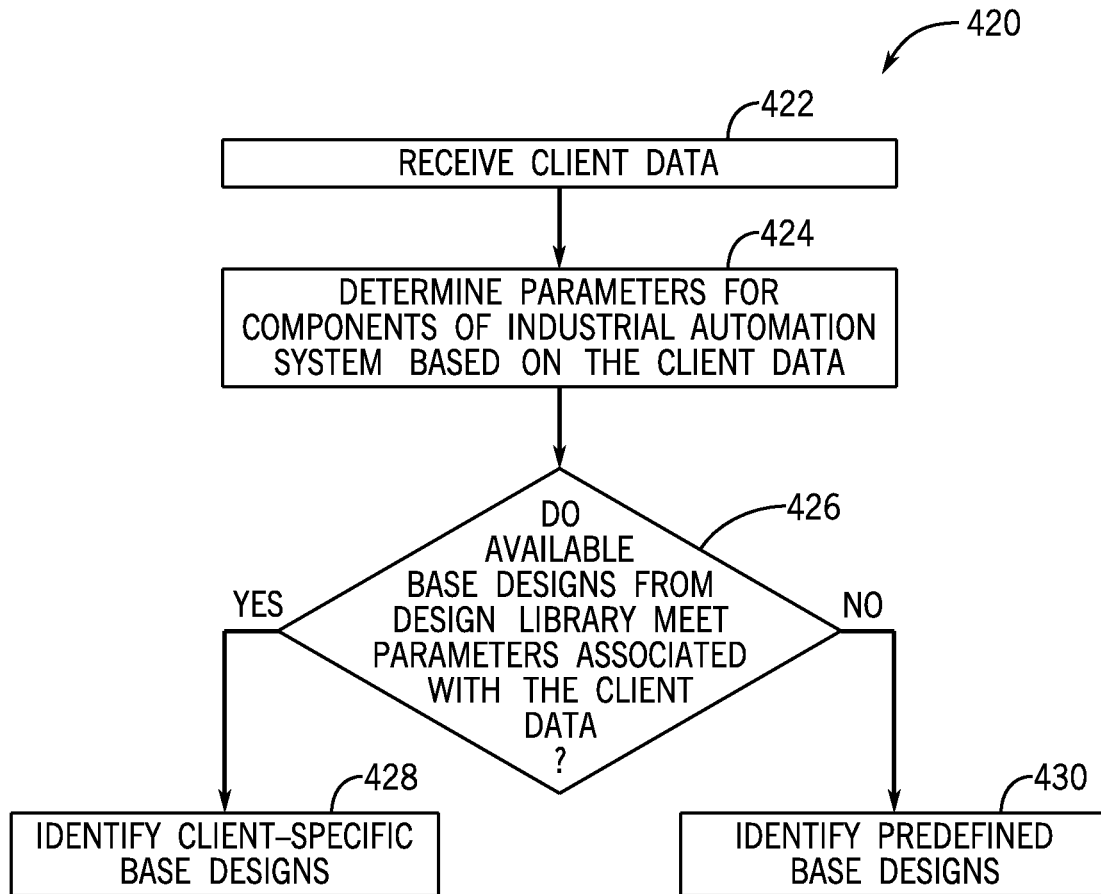 420
422
RECEIVE CLIENT DATA
424
DETERMINE PARAMETERS FOR
COMPONENTS OF INDUSTRIAL AUTOMATION
SYSTEM BASED ON THE CLIENT DATA
426
DO
AVAILABLE
BASE DESIGNS FROM
DESIGN LIBRARY MEET
PARAMETERS ASSOCIATED
WITH THE CLIENT
DATA
?
YES
NO
428
IDENTIFY CLIENT–SPECIFIC
BASE DESIGNS
430
IDENTIFY PREDEFINED
BASE DESIGNS